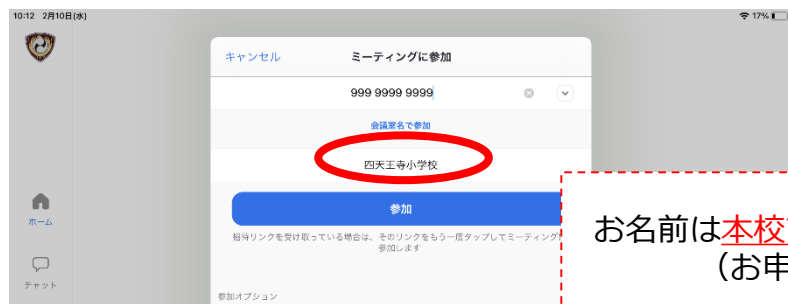 10:12 2月10日(水)
17%
キャンセル
ミーティングに参加
999 9999 9999
会議室名で参加
四天王寺小学校
参加
招待リンクを受け取っている場合は、そのリンクをもう一度タップしてミーティングに
参加します
ホーム
チャット
参加オプション
お名前は本校
（お申